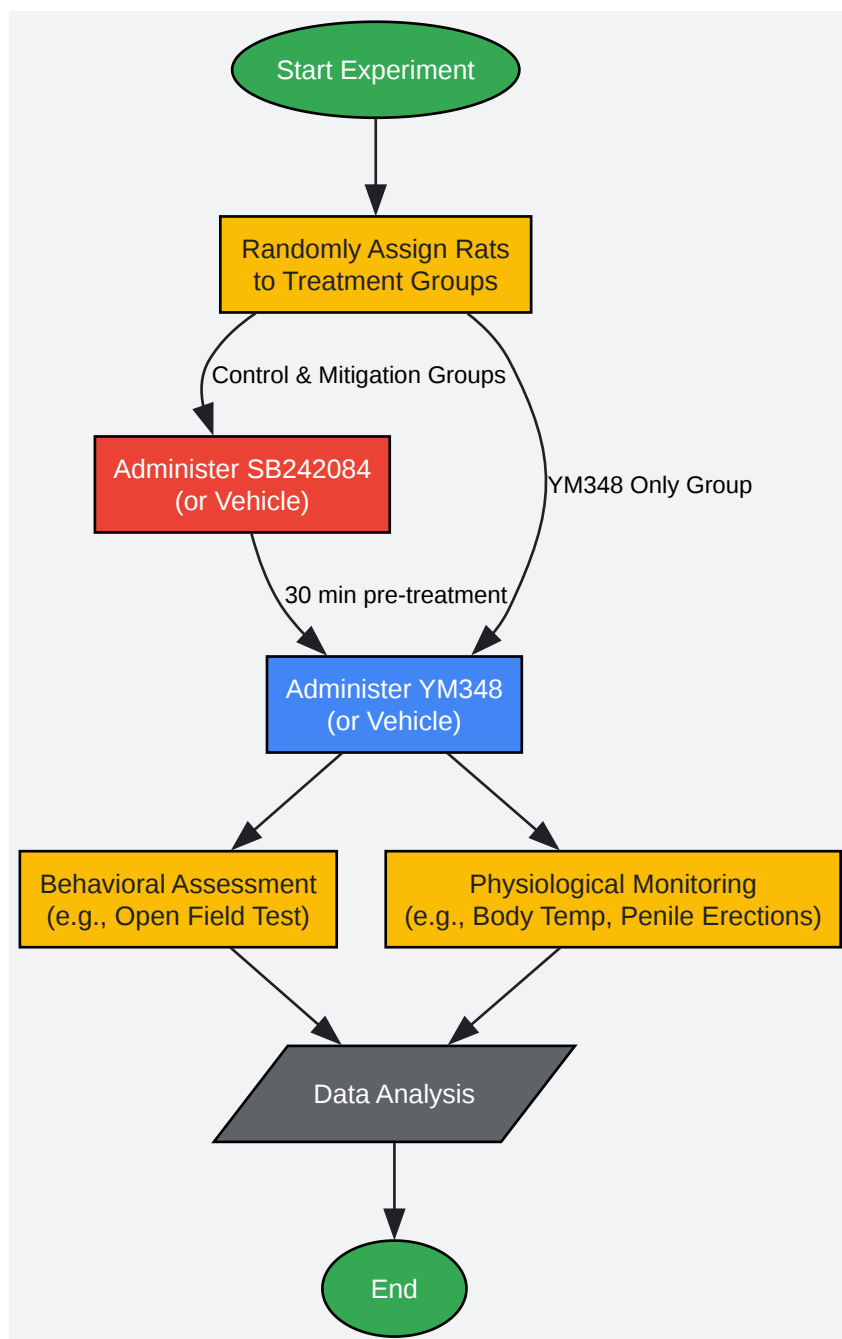 Start Experiment
Randomly Assign Rats
to Treatment Groups
Control & Mitigation Groups
Administer SB242084
(or Vehicle)
YM348 Only Group
30 min pre-treatment
Administer YM348
(or Vehicle)
Behavioral Assessment
(e.g., Open Field Test)
Physiological Monitoring
(e.g., Body Temp, Penile Erections)
Data Analysis
End